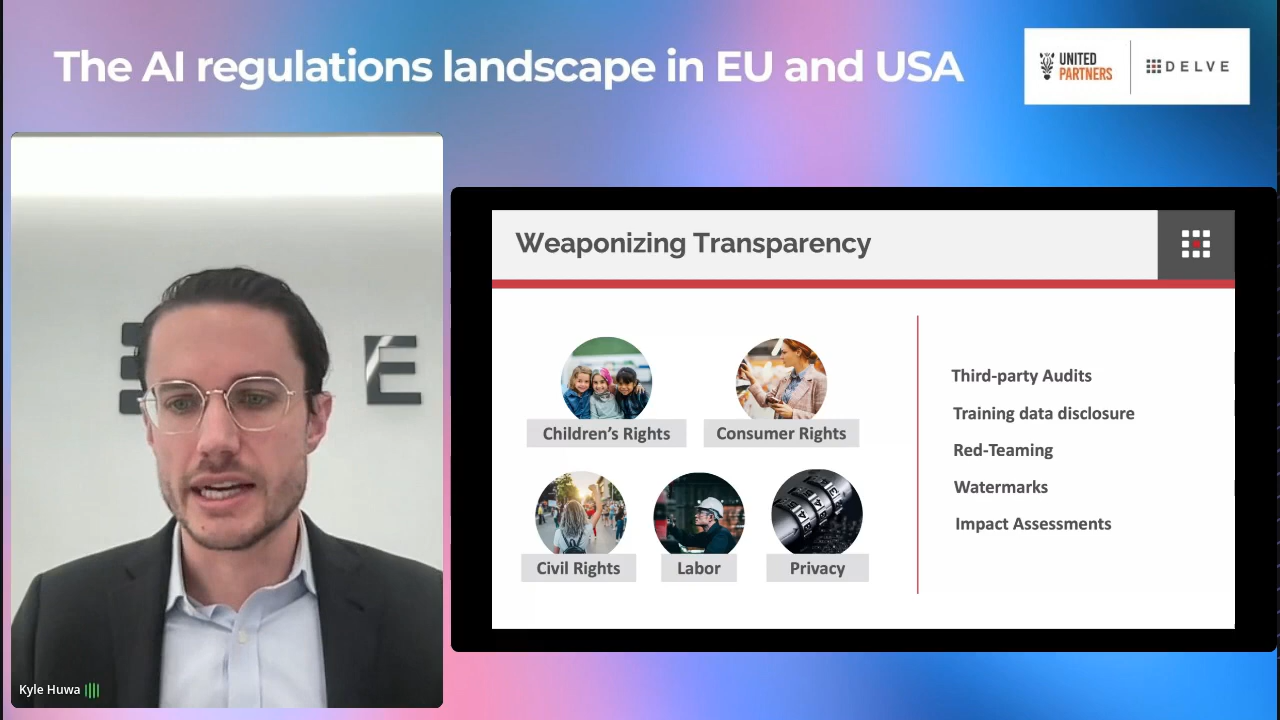 The AI regulations landscape in EU and USA
UNITED
PARTNERS
DELVE
E
Kyle Huwa
Weaponizing Transparency
Children's Rights
Consumer Rights
Civil Rights
Labor
Privacy
Third-party Audits
Training data disclosure
Red-Teaming
Watermarks
Impact Assessments